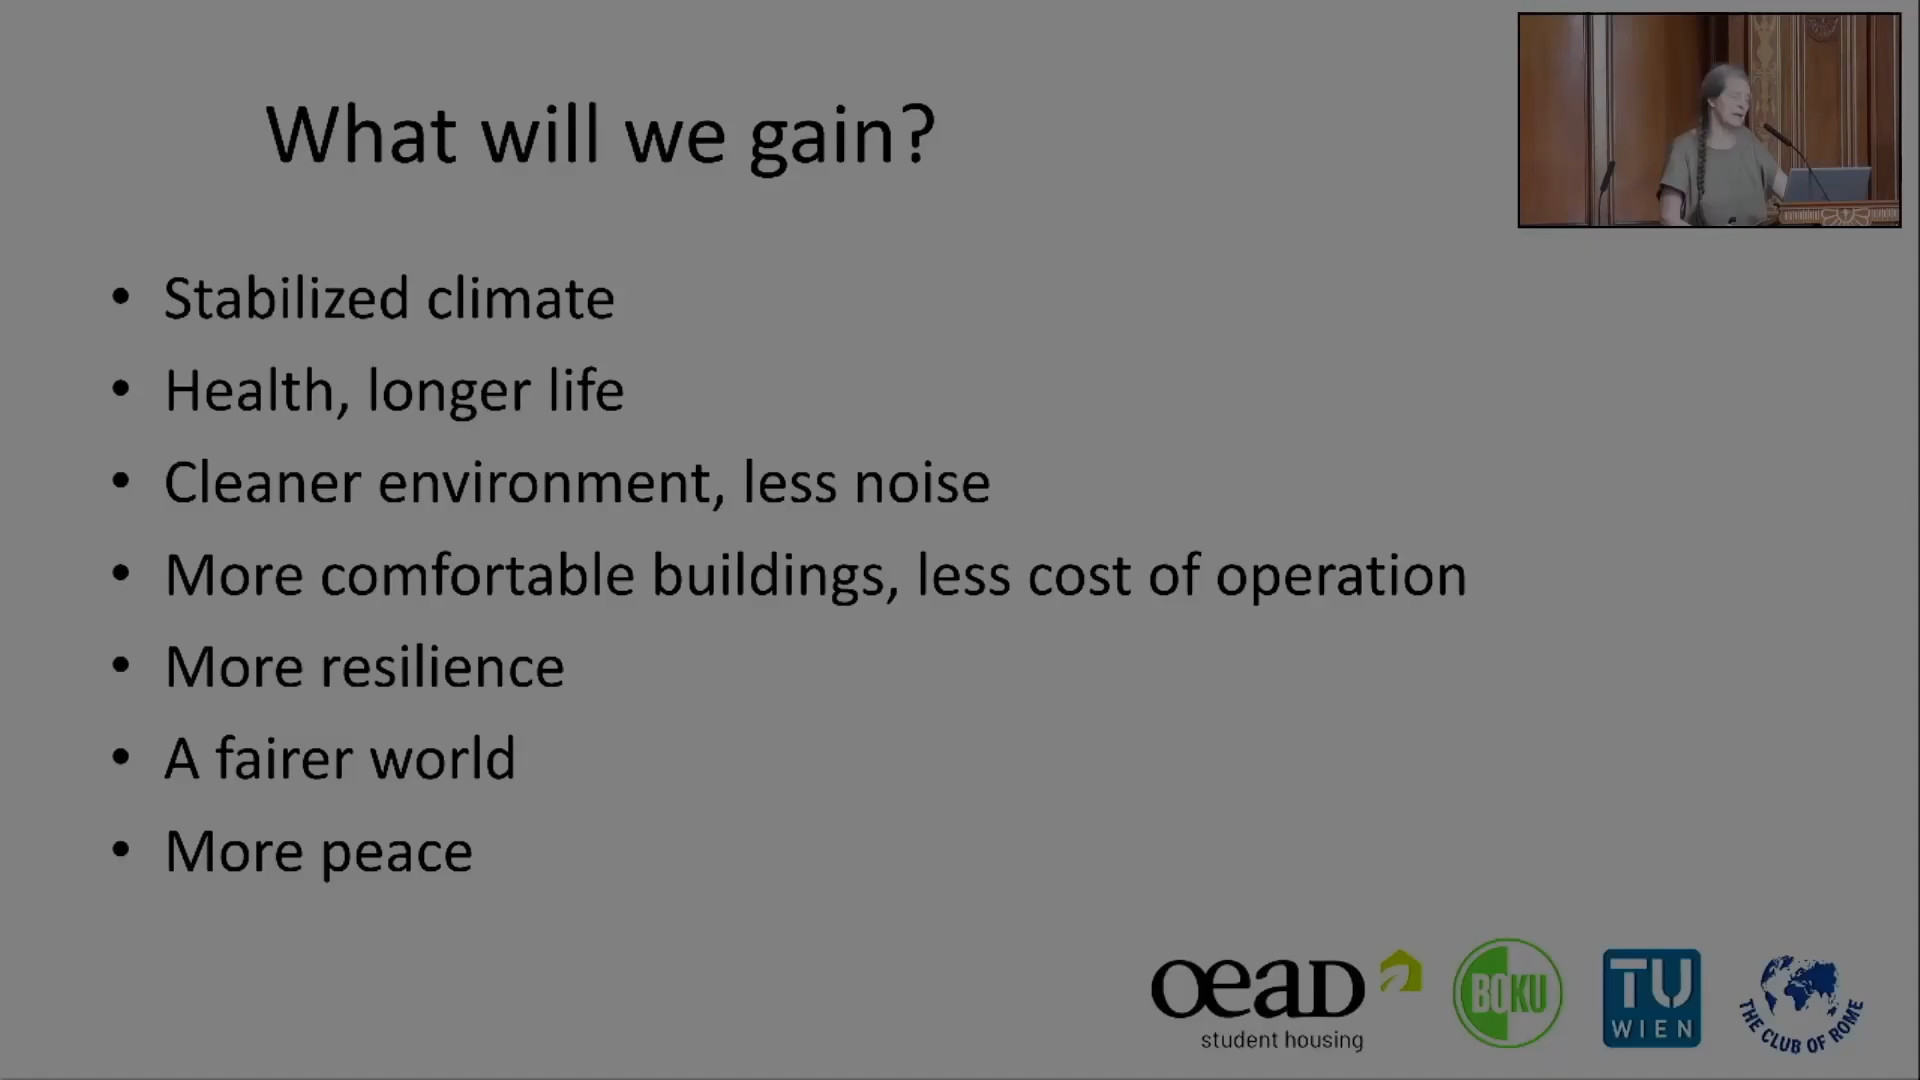 What will we gain?
• Stabilized climate
• Health, longer life
• Cleaner environment, less noise
• More comfortable buildings, less cost of operation
• More resilience
• A fairer world
• More peace
OeAD
student housing
BOKU
TU
WIEN
THE CLUB OF ROME